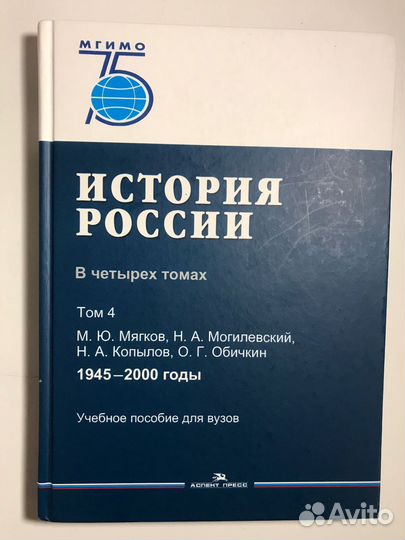 МГИМО
75
ИСТОРИЯ
РОССИИ
В четырех томах
Том 4
М. Ю. Мягков, Н. А. Могилевский,
Н. А. Копылов, О. Г. Обичкин
1945–2000 годы
Учебное пособие для вузов
АСПЕКТ ПРЕСС
Avito